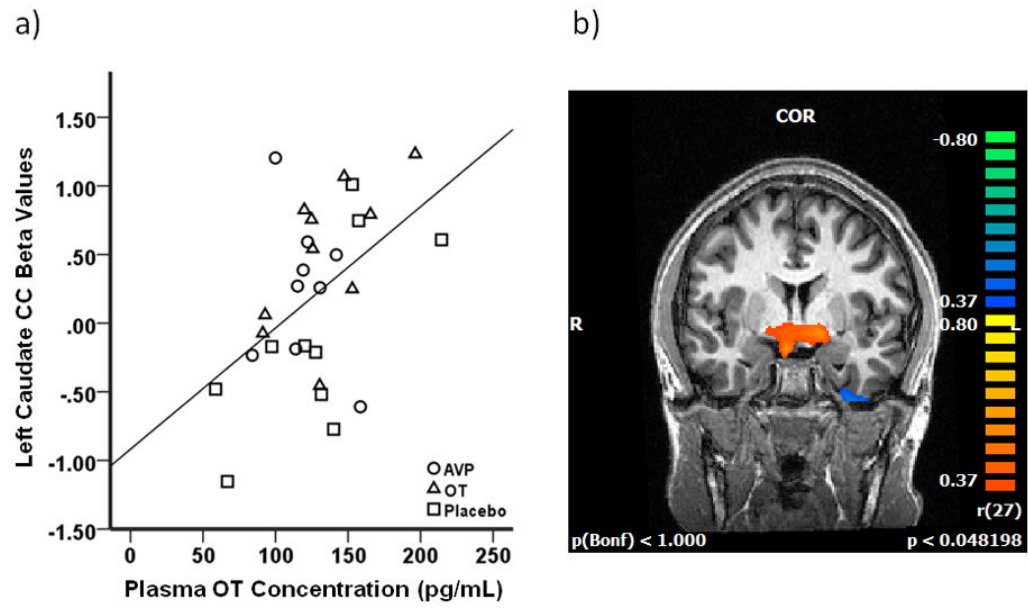 a)
Left Caudate CC Beta Values
1.50
1.00
.50
.00
-.50
-1.00
-1.50
0
50
100
150
200
250
Plasma OT Concentration (pg/mL)
AVP
OT
Placebo
b)
COR
-0.80
0.37
0.80
R
L
0.37
r(27)
p(Bonf) < 1.000
p < 0.048198